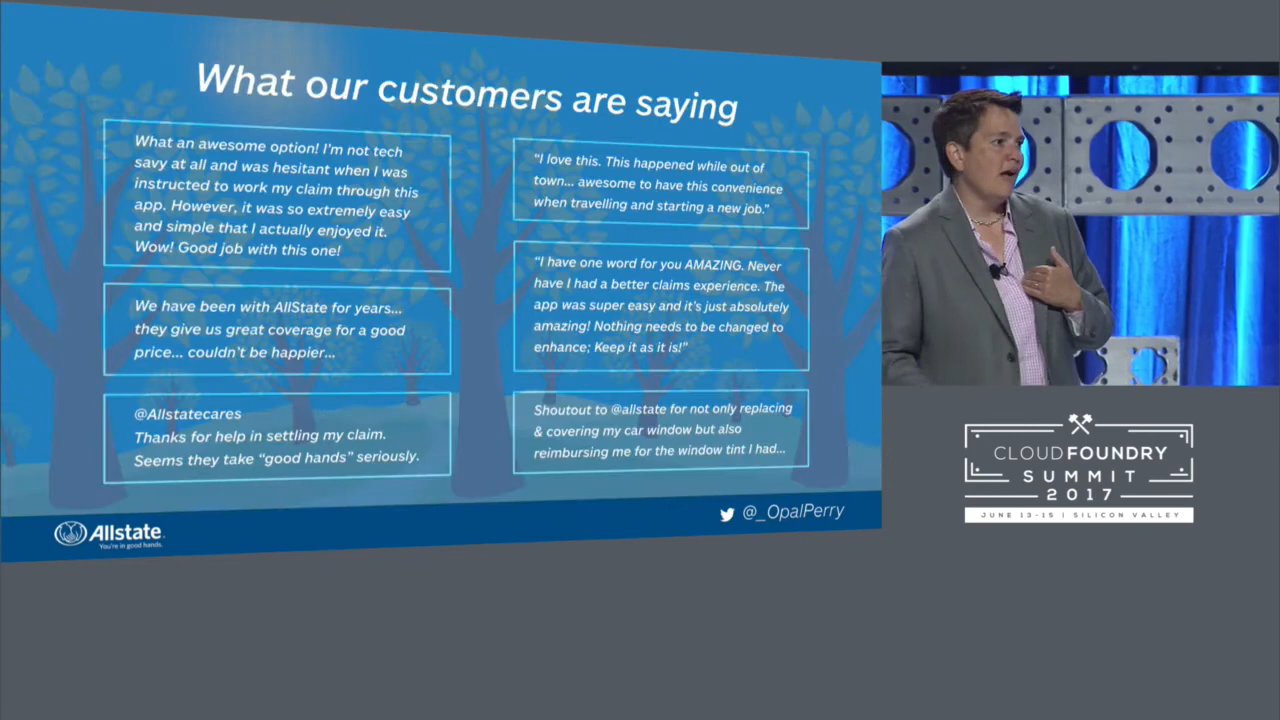 What our customers are saying
What an awesome option! I'm not tech
savy at all and was hesitant when I was
instructed to work my claim through this
app. However, it was so extremely easy
and simple that I actually enjoyed it.
Wow! Good job with this one!
We have been with AllState for years...
they give us great coverage for a good
price... couldn't be happier...
@Allstatecares
Thanks for help in settling my claim.
Seems they take “good hands” seriously.
“I love this. This happened while out of
town... awesome to have this convenience
when travelling and starting a new job.”
“I have one word for you AMAZING. Never
have I had a better claims experience. The
app was super easy and it's just absolutely
amazing! Nothing needs to be changed to
enhance; Keep it as it is!”
Shoutout to @allstate for not only replacing
& covering my car window but also
reimbursing me for the window tint I had...
Allstate.
You're in good hands.
@_OpalPerry
CLOUD FOUNDRY
SUMMIT
2017
JUNE 13-15 | SILICON VALLEY